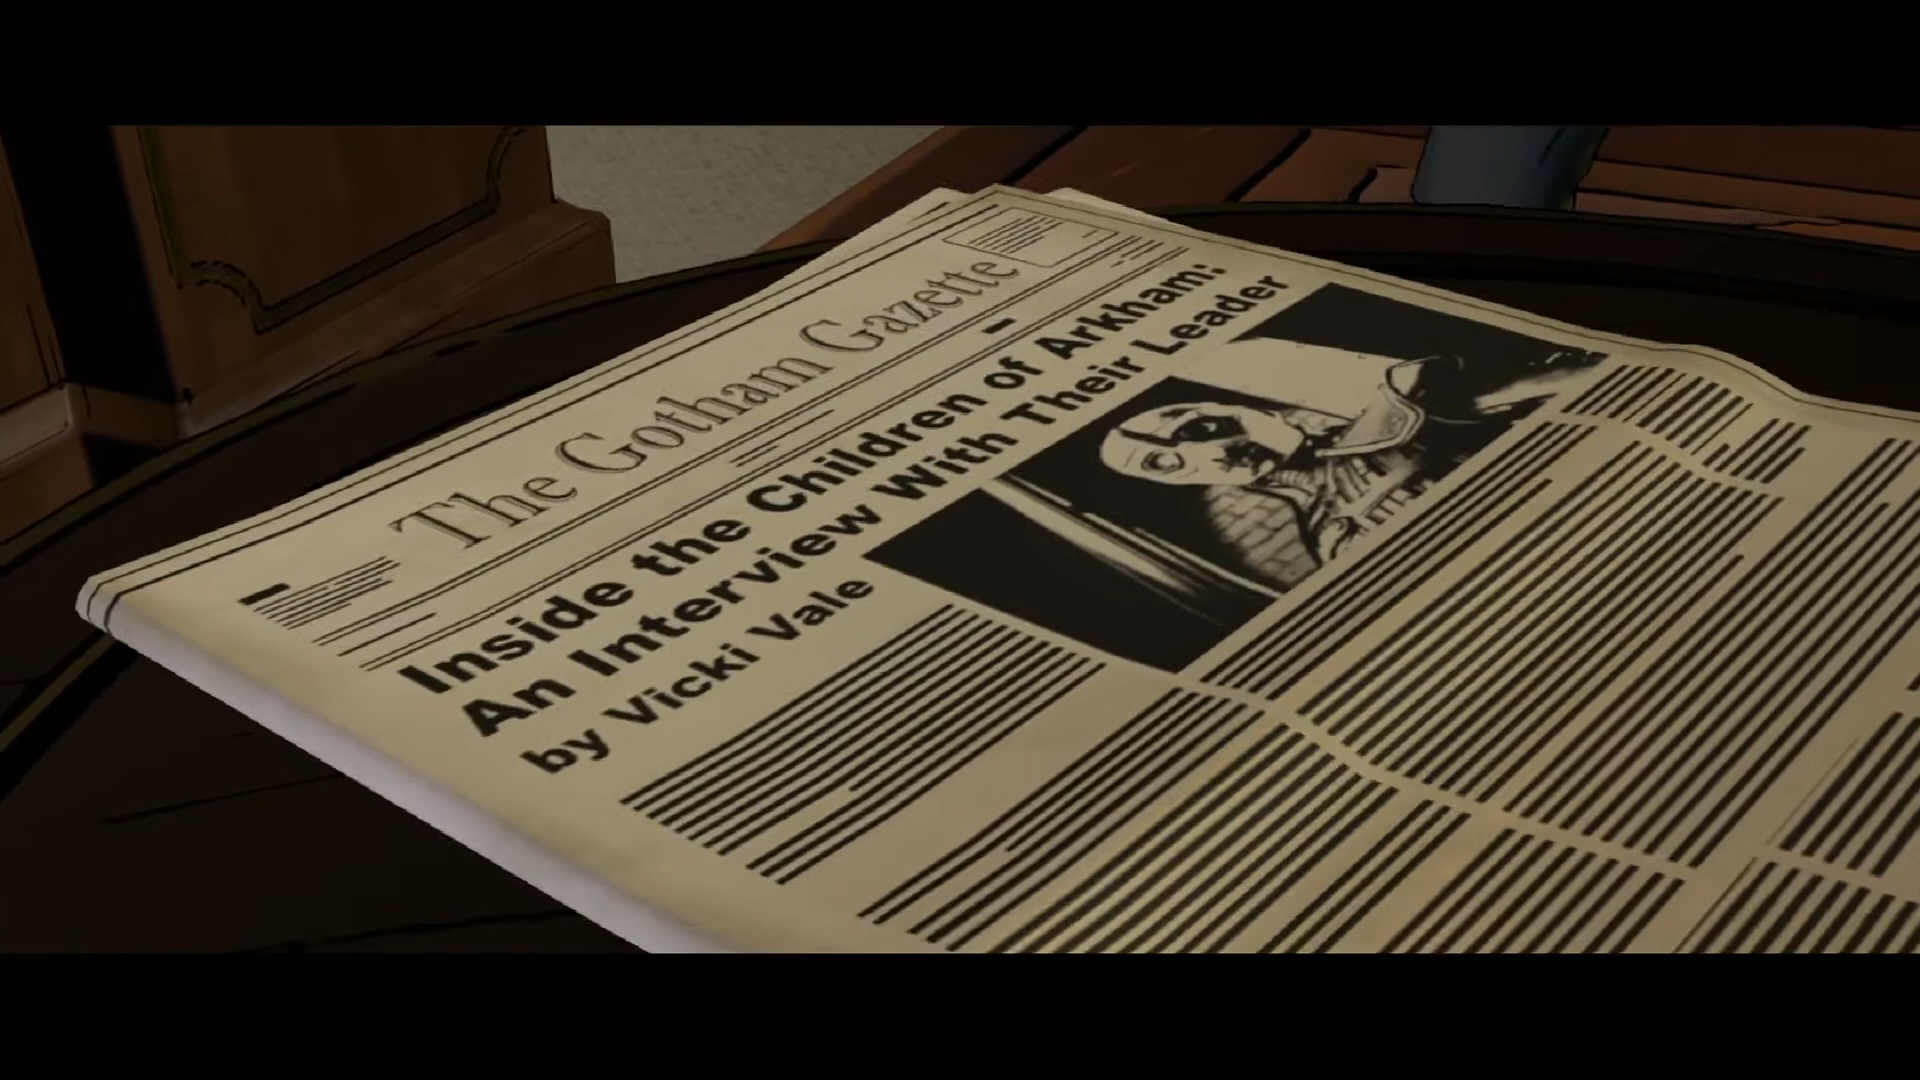 The Gotham Gazette
Inside the Children of Arkham:
An Interview With Their Leader
by Vicki Vale